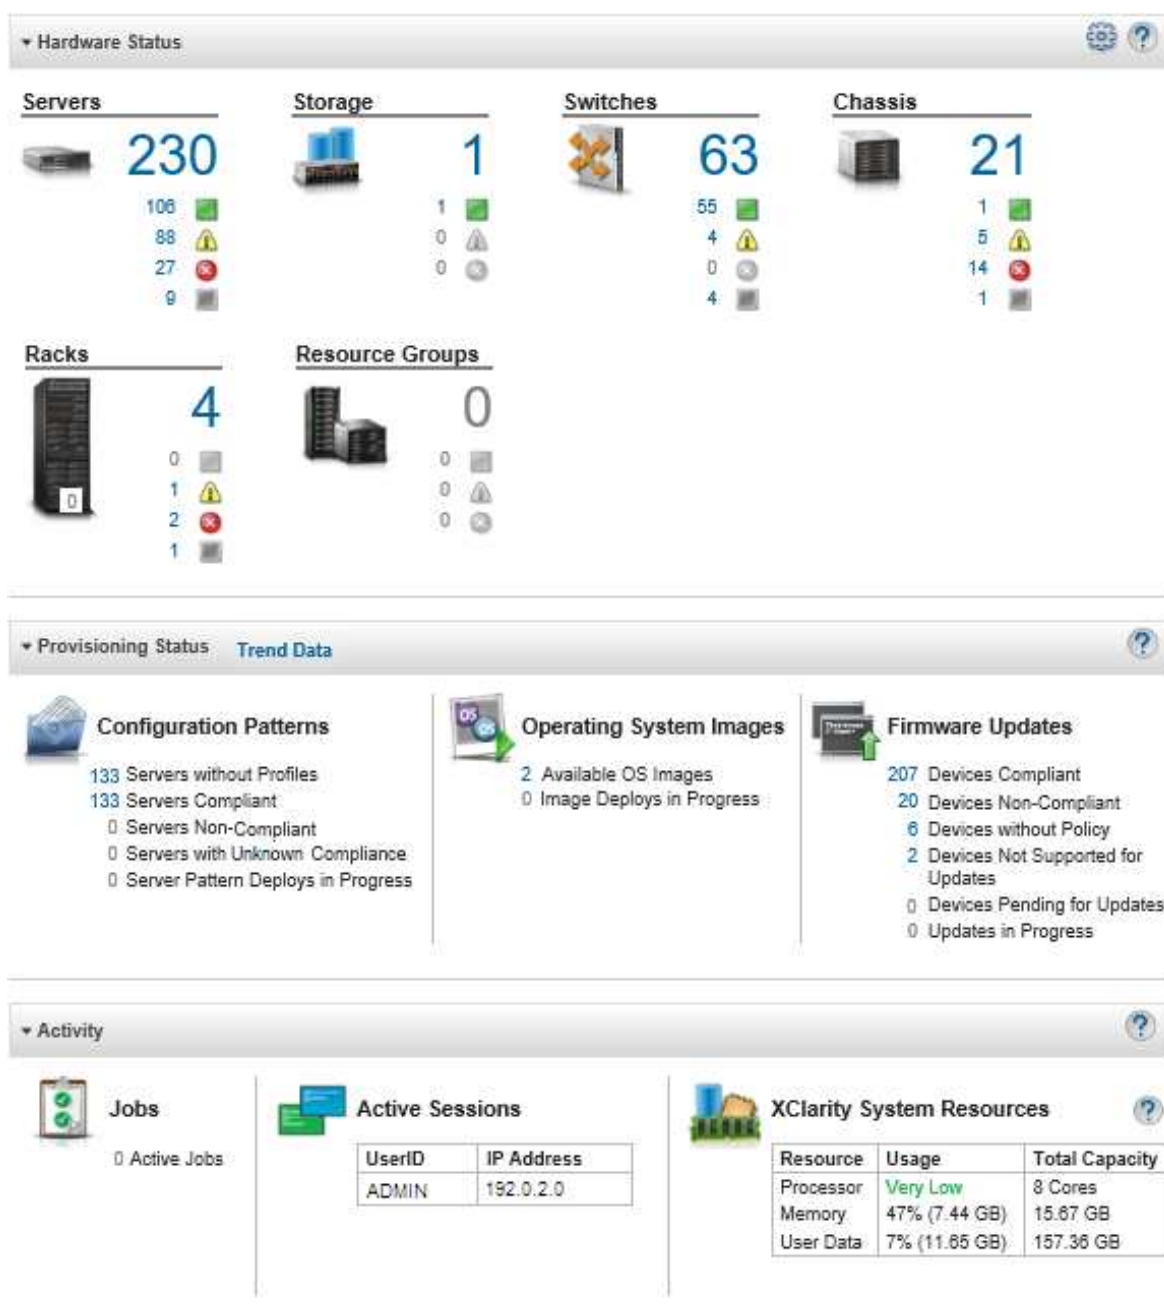 Hardware Status
Servers
230
106
88
27
9
Storage
1
1
0
0
Switches
63
55
4
0
4
Chassis
21
1
5
14
1
Racks
4
0
0
1
2
1
Resource Groups
0
0
0
0
Provisioning Status Trend Data
Configuration Patterns
133 Servers without Profiles
133 Servers Compliant
0 Servers Non-Compliant
0 Servers with Unknown Compliance
0 Server Pattern Deploys in Progress
OS
OS
Operating System Images
2 Available OS Images
0 Image Deploys in Progress
Firmware Updates
207 Devices Compliant
20 Devices Non-Compliant
6 Devices without Policy
2 Devices Not Supported for
Updates
0 Devices Pending for Updates
0 Updates in Progress
Activity
Jobs
0 Active Jobs
Active Sessions
UserID IP Address
ADMIN 192.0.2.0
XClarity System Resources
Resource Usage Total Capacity
Processor Very Low 8 Cores
Memory 47% (7.44 GB) 15.67 GB
User Data 7% (11.65 GB) 157.36 GB